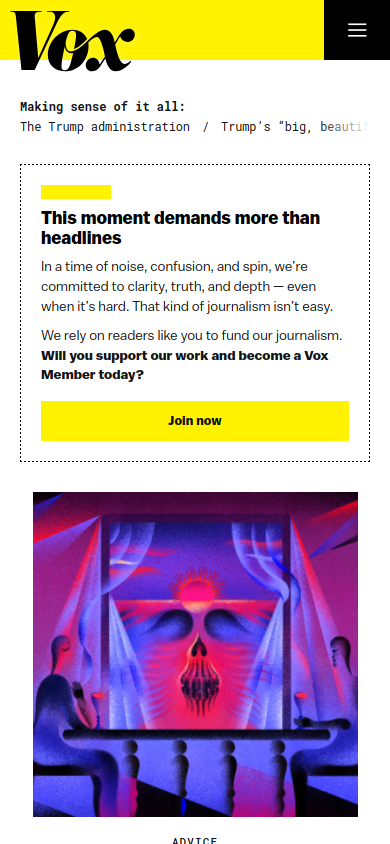 Vox
Making sense of it all:
The Trump administration / Trump's "big, beauti
This moment demands more than
headlines
In a time of noise, confusion, and spin, we're
committed to clarity, truth, and depth — even
when it's hard. That kind of journalism isn't easy.
We rely on readers like you to fund our journalism.
Will you support our work and become a Vox
Member today?
Join now
ADVICE